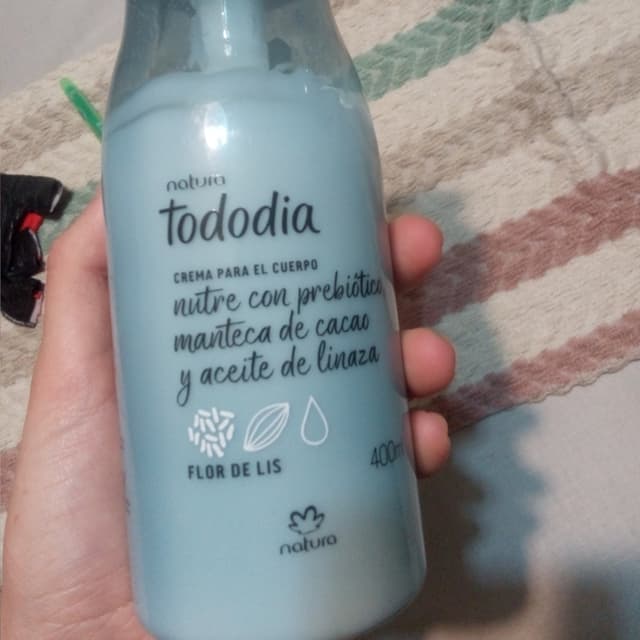 natura
tododia
CREMA PARA EL CUERPO
nutre con prebiótico
manteca de cacao
y aceite de linaza
FLOR DE LIS
400m
natura